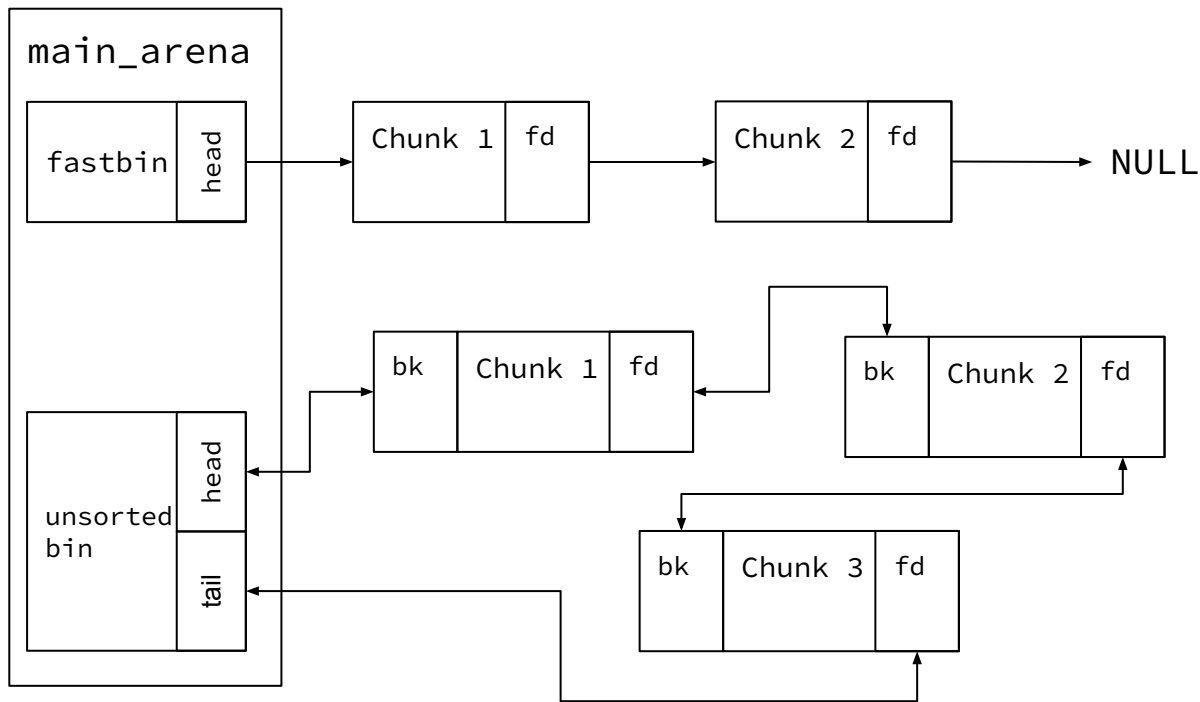 main_arena
fastbin
head
Chunk 1
fd
Chunk 2
fd
NULL
bk
Chunk 1
fd
bk
Chunk 2
fd
unsorted
bin
head
tail
bk
Chunk 3
fd